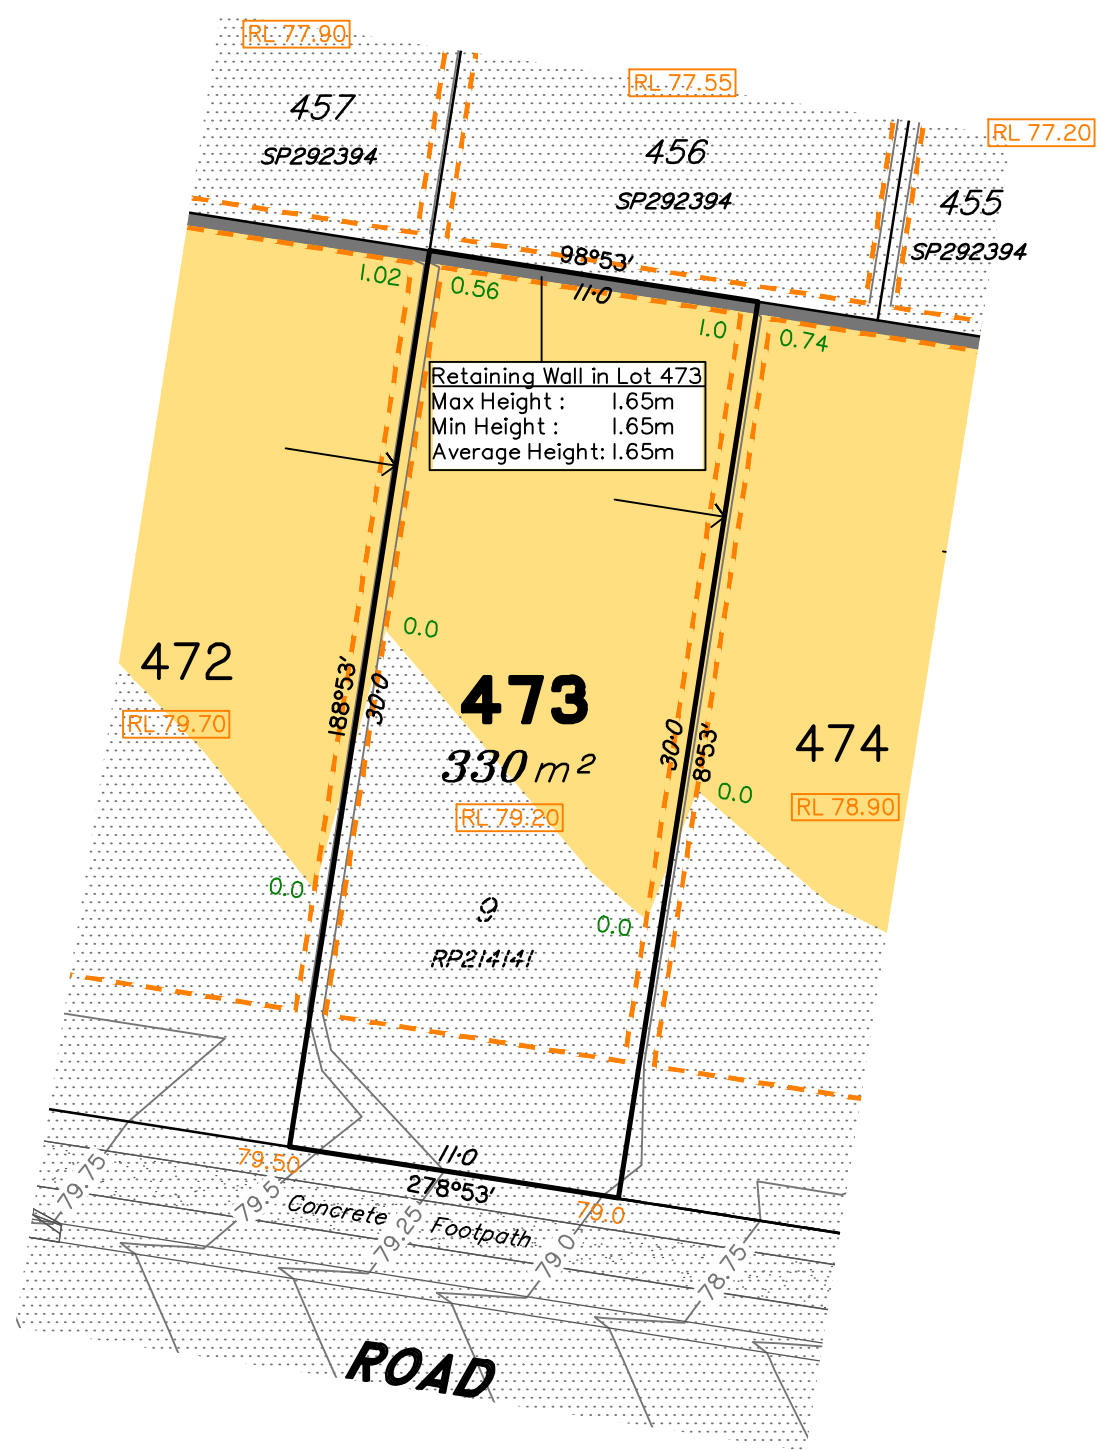 RL 77.90
RL 77.55
RL 77.20
457
SP292394
456
SP292394
455
SP292394
98°53'
11·0
1.02
0.56
1.0
0.74
Retaining Wall in Lot 473
Max Height : 1.65m
Min Height : 1.65m
Average Height: 1.65m
0.0
472
RL 79.70
188°53'
30·0
473
330 m²
RL 79.20
30·0
8°53'
474
RL 78.90
0.0
0.0
9
RP214141
0.0
11·0
278°53'
79.50
79.0
79.75
79.5
Concrete Footpath
79.25
79.0
78.75
ROAD